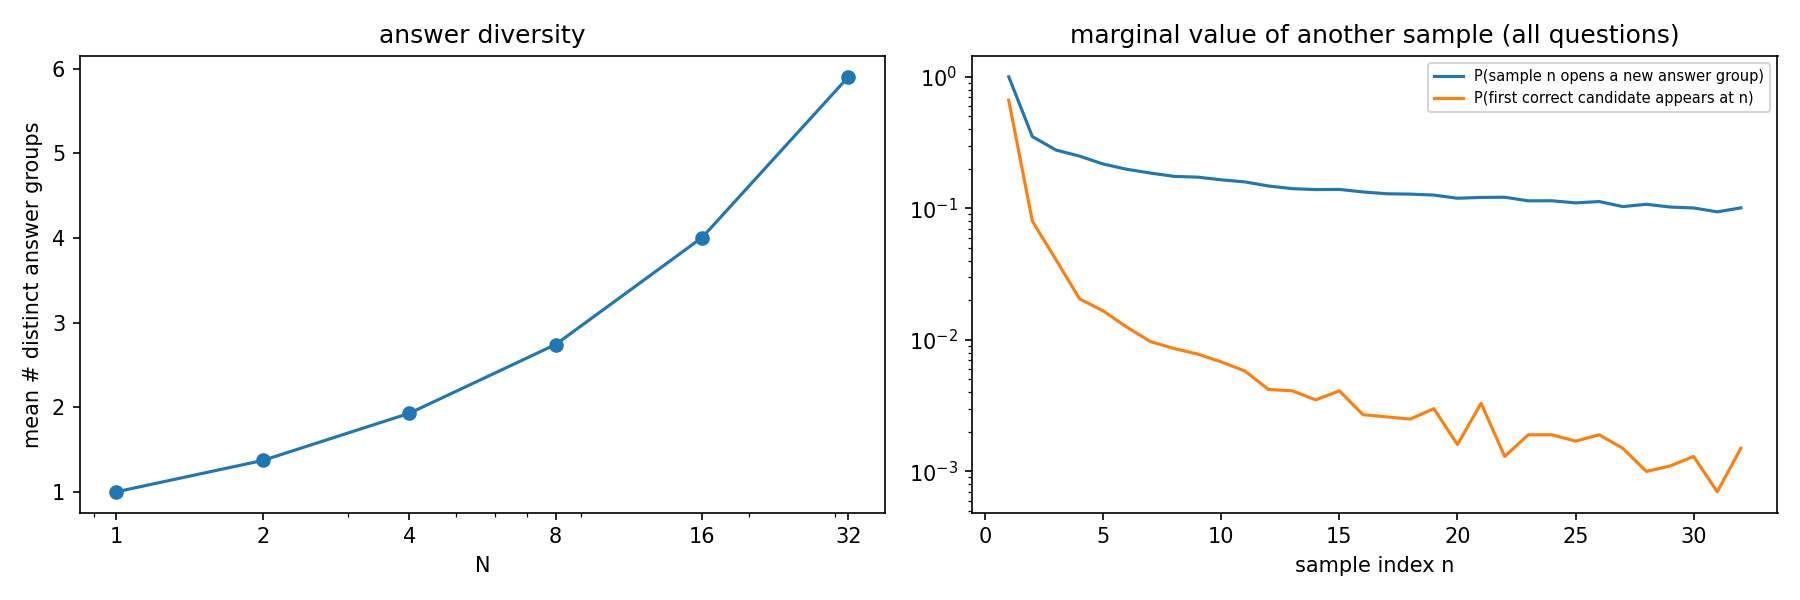 answer diversity
mean # distinct answer groups
6
5
4
3
2
1
1 2 4 8 16 32
N
marginal value of another sample (all questions)
P(sample n opens a new answer group)
P(first correct candidate appears at n)
10⁰
10⁻¹
10⁻²
10⁻³
0 5 10 15 20 25 30
sample index n